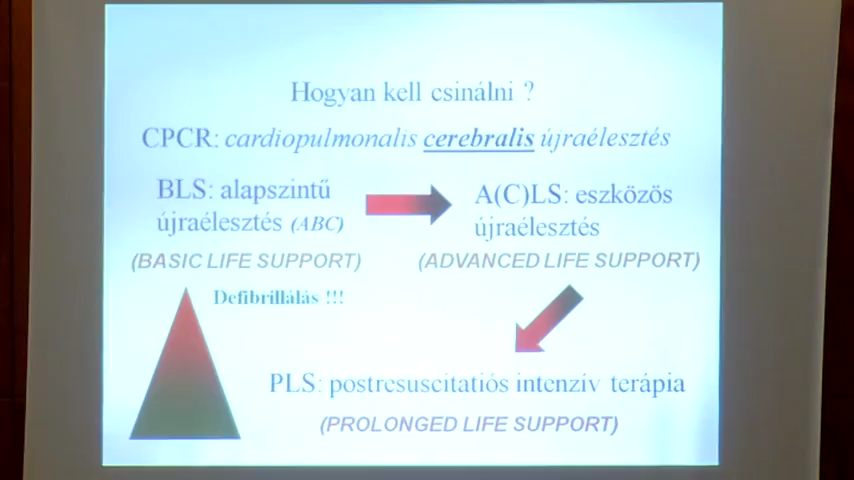 Hogyan kell csinálni ?
CPCR: cardiopulmonalis cerebralis újraélesztés
BLS: alapszintű
újraélesztés (ABC)
(BASIC LIFE SUPPORT)
A(C)LS: eszközös
újraélesztés
(ADVANCED LIFE SUPPORT)
Defibrillálás !!!
PLS: postresuscitatiós intenzív terápia
(PROLONGED LIFE SUPPORT)